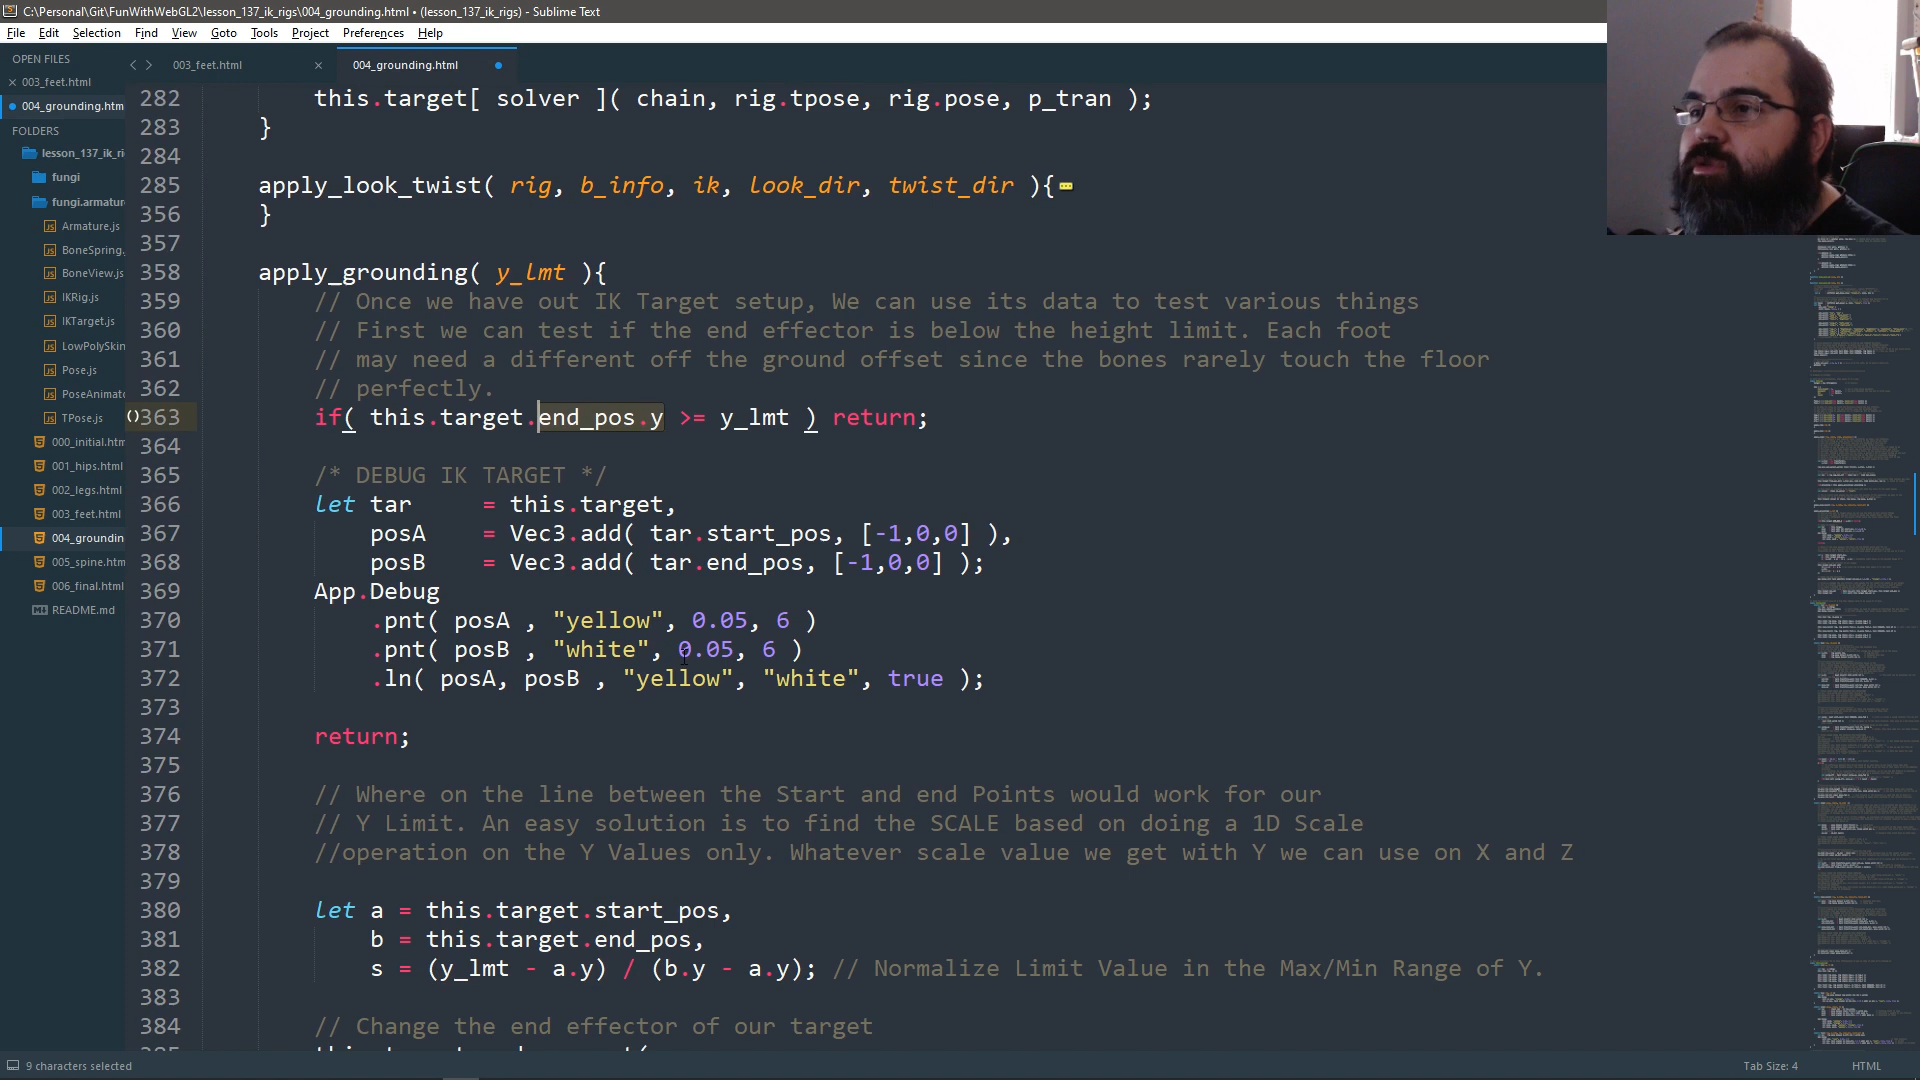 C:\Personal\Git\FunWithWebGL2\lesson_137_ik_rigs\004_grounding.html • (lesson_137_ik_rigs) - Sublime Text
File Edit Selection Find View Goto Tools Project Preferences Help
OPEN FILES
003_feet.html
004_grounding.htm
FOLDERS
lesson_137_ik_ri
fungi
fungi.armatur
Armature.js
BoneSpring.
BoneView.js
IKRig.js
IKTarget.js
LowPolySkin
Pose.js
PoseAnimato
TPose.js
000_initial.htm
001_hips.html
002_legs.html
003_feet.html
004_groundin
005_spine.htm
006_final.html
README.md
003_feet.html
004_grounding.html
282 this.target[ solver ]( chain, rig.tpose, rig.pose, p_tran );
283 }
284
285 apply_look_twist( rig, b_info, ik, look_dir, twist_dir ){
356 }
357
358 apply_grounding( y_lmt ){
359 // Once we have out IK Target setup, We can use its data to test various things
360 // First we can test if the end effector is below the height limit. Each foot
361 // may need a different off the ground offset since the bones rarely touch the floor
362 // perfectly.
363 if( this.target.end_pos.y >= y_lmt ) return;
364
365 /* DEBUG IK TARGET */
366 let tar = this.target,
367 posA = Vec3.add( tar.start_pos, [-1,0,0] ),
368 posB = Vec3.add( tar.end_pos, [-1,0,0] );
369 App.Debug
370 .pnt( posA , "yellow", 0.05, 6 )
371 .pnt( posB , "white", 0.05, 6 )
372 .ln( posA, posB , "yellow", "white", true );
373
374 return;
375
376 // Where on the line between the Start and end Points would work for our
377 // Y Limit. An easy solution is to find the SCALE based on doing a 1D Scale
378 //operation on the Y Values only. Whatever scale value we get with Y we can use on X and Z
379
380 let a = this.target.start_pos,
381 b = this.target.end_pos,
382 s = (y_lmt - a.y) / (b.y - a.y); // Normalize Limit Value in the Max/Min Range of Y.
383
384 // Change the end effector of our target
9 characters selected
Tab Size: 4
HTML